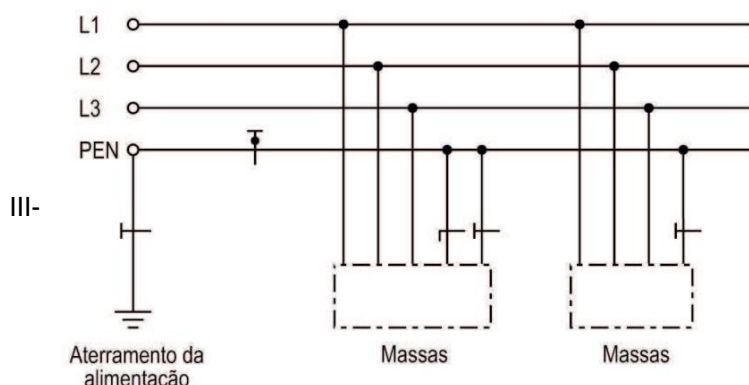 L1
L2
L3
PEN
III-
Aterramento da
alimentação
Massas
Massas